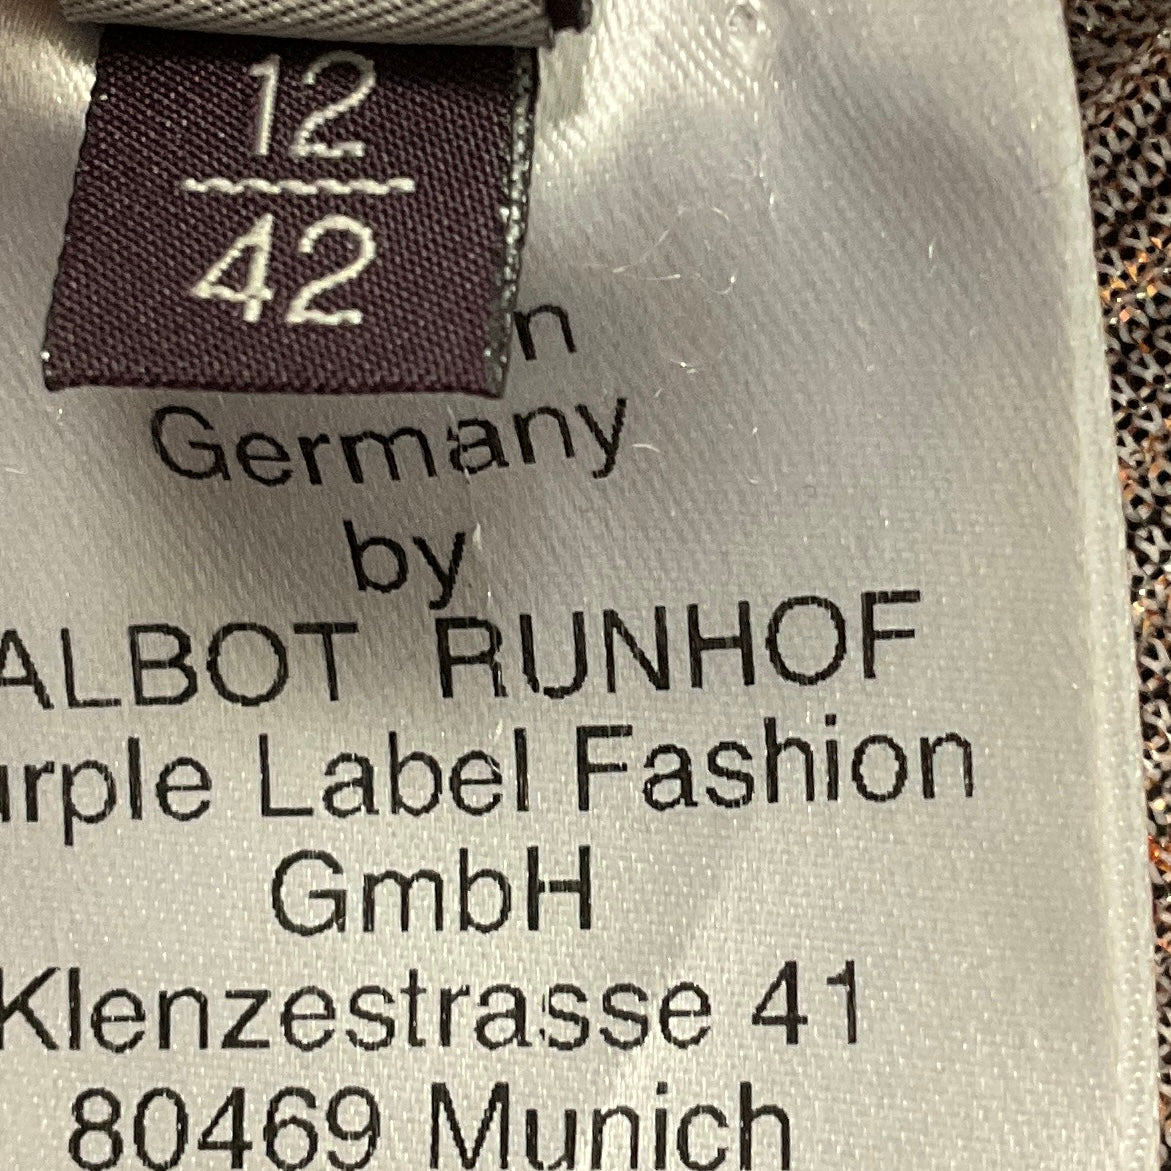 12
42
n
Germany
by
ALBOT RUNHOF
urple Label Fashion
GmbH
Klenzestrasse 41
80469 Munich